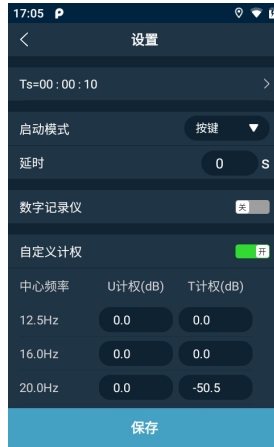 17:05
设置
Ts=00 : 00 : 10
启动模式 按键
延时 0 s
数字记录仪 关
自定义计权 开
中心频率 U计权(dB) T计权(dB)
12.5Hz 0.0 0.0
16.0Hz 0.0 0.0
20.0Hz 0.0 -50.5
保存